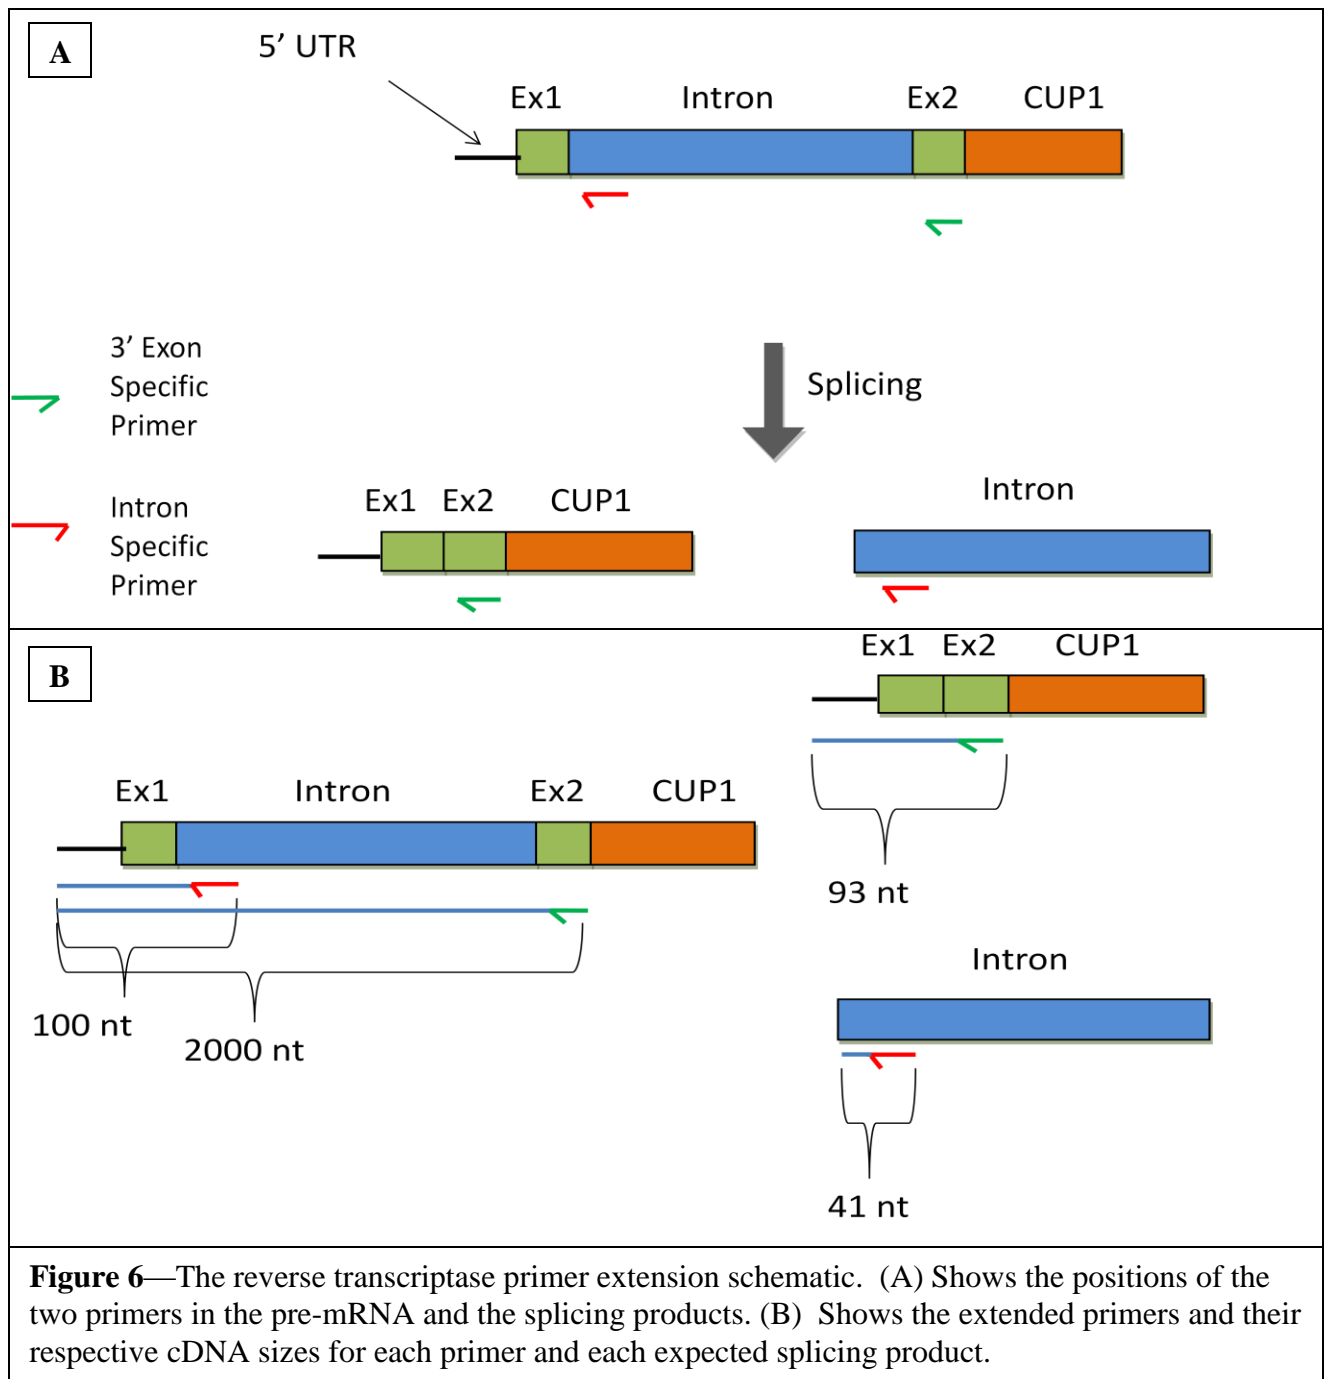 A
5' UTR
Ex1 Intron Ex2 CUP1
3' Exon
Specific
Primer
Splicing
Intron
Specific
Primer
Ex1 Ex2 CUP1
Intron
B
Ex1 Ex2 CUP1
93 nt
Ex1 Intron Ex2 CUP1
100 nt
2000 nt
Intron
41 nt
Figure 6—The reverse transcriptase primer extension schematic. (A) Shows the positions of the
two primers in the pre-mRNA and the splicing products. (B) Shows the extended primers and their
respective cDNA sizes for each primer and each expected splicing product.